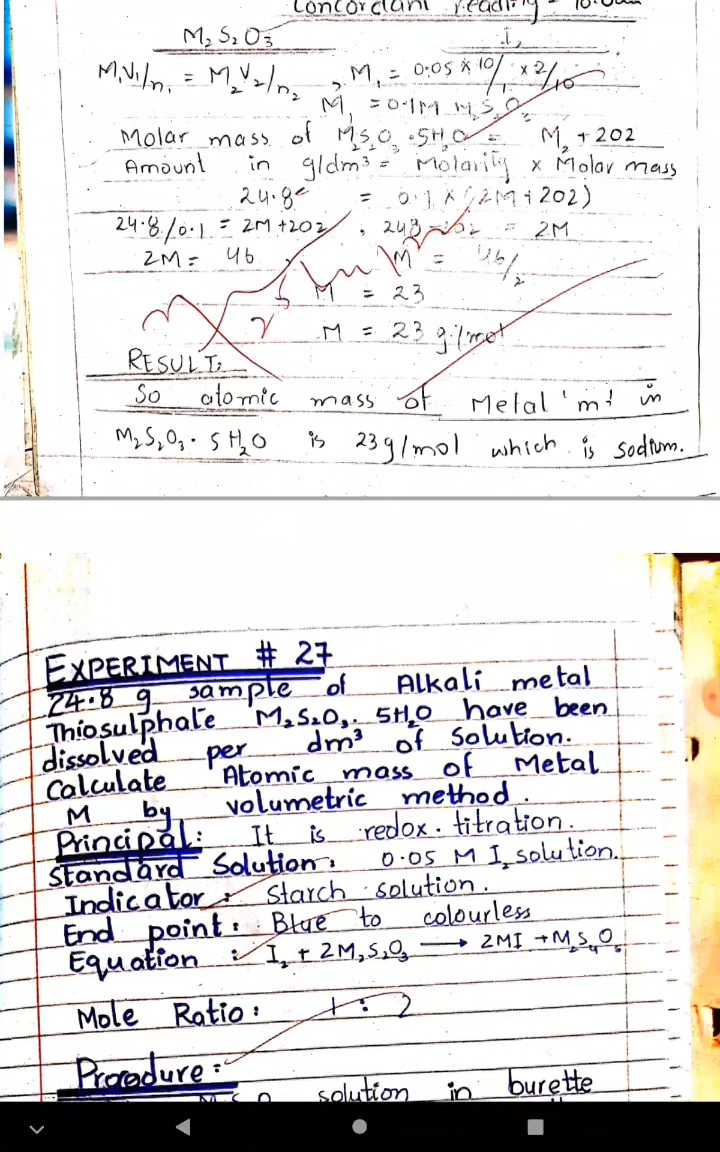 Concordant reading =
M₂ S₂ O₃ I₂
M₁V₁/n₁ = M₂V₂/n₂ , M₁ = 0.05 × 10/1 × 2/10
M₁ = 0.1M M₂S₂O₃
Molar mass of M₂S₂O₃.5H₂O = M₂ + 202
Amount in g/dm³ = Molarity × Molar mass
24.8 = 0.1 × (2M + 202)
24.8/0.1 = 2M+202 , 248 - 202 = 2M
2M = 46 , M = 46/2
M = 23
M = 23 g/mol
RESULT:
So atomic mass of Metal 'm' in
M₂S₂O₃. 5H₂O is 23g/mol which is sodium.
EXPERIMENT # 27
24.8 g sample of Alkali metal
Thiosulphate M₂S₂O₃. 5H₂O have been
dissolved per dm³ of solution.
Calculate Atomic mass of Metal
M by volumetric method.
Principal: It is redox.titration.
Standard Solution: 0.05 M I₂ solution.
Indicator: Starch solution.
End point: Blue to colourless
Equation: I₂ + 2M₂S₂O₃ → 2MI + M₂S₄O₆
Mole Ratio: 1 : 2
Procedure:
solution in burette